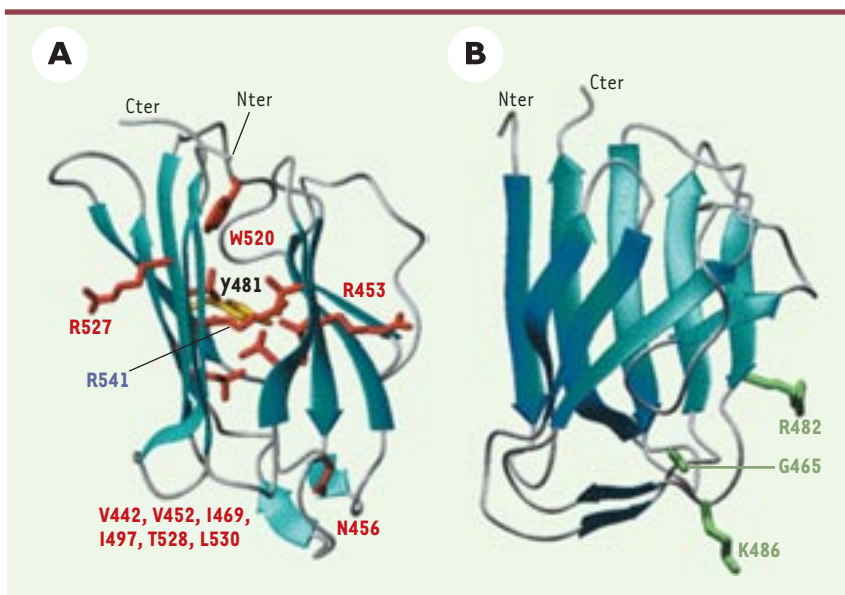 A
B
Cter
Nter
Nter
Cter
W520
Y481
R453
R527
R541
R482
G465
V442, V452, I469,
I497, T528, L530
N456
K486